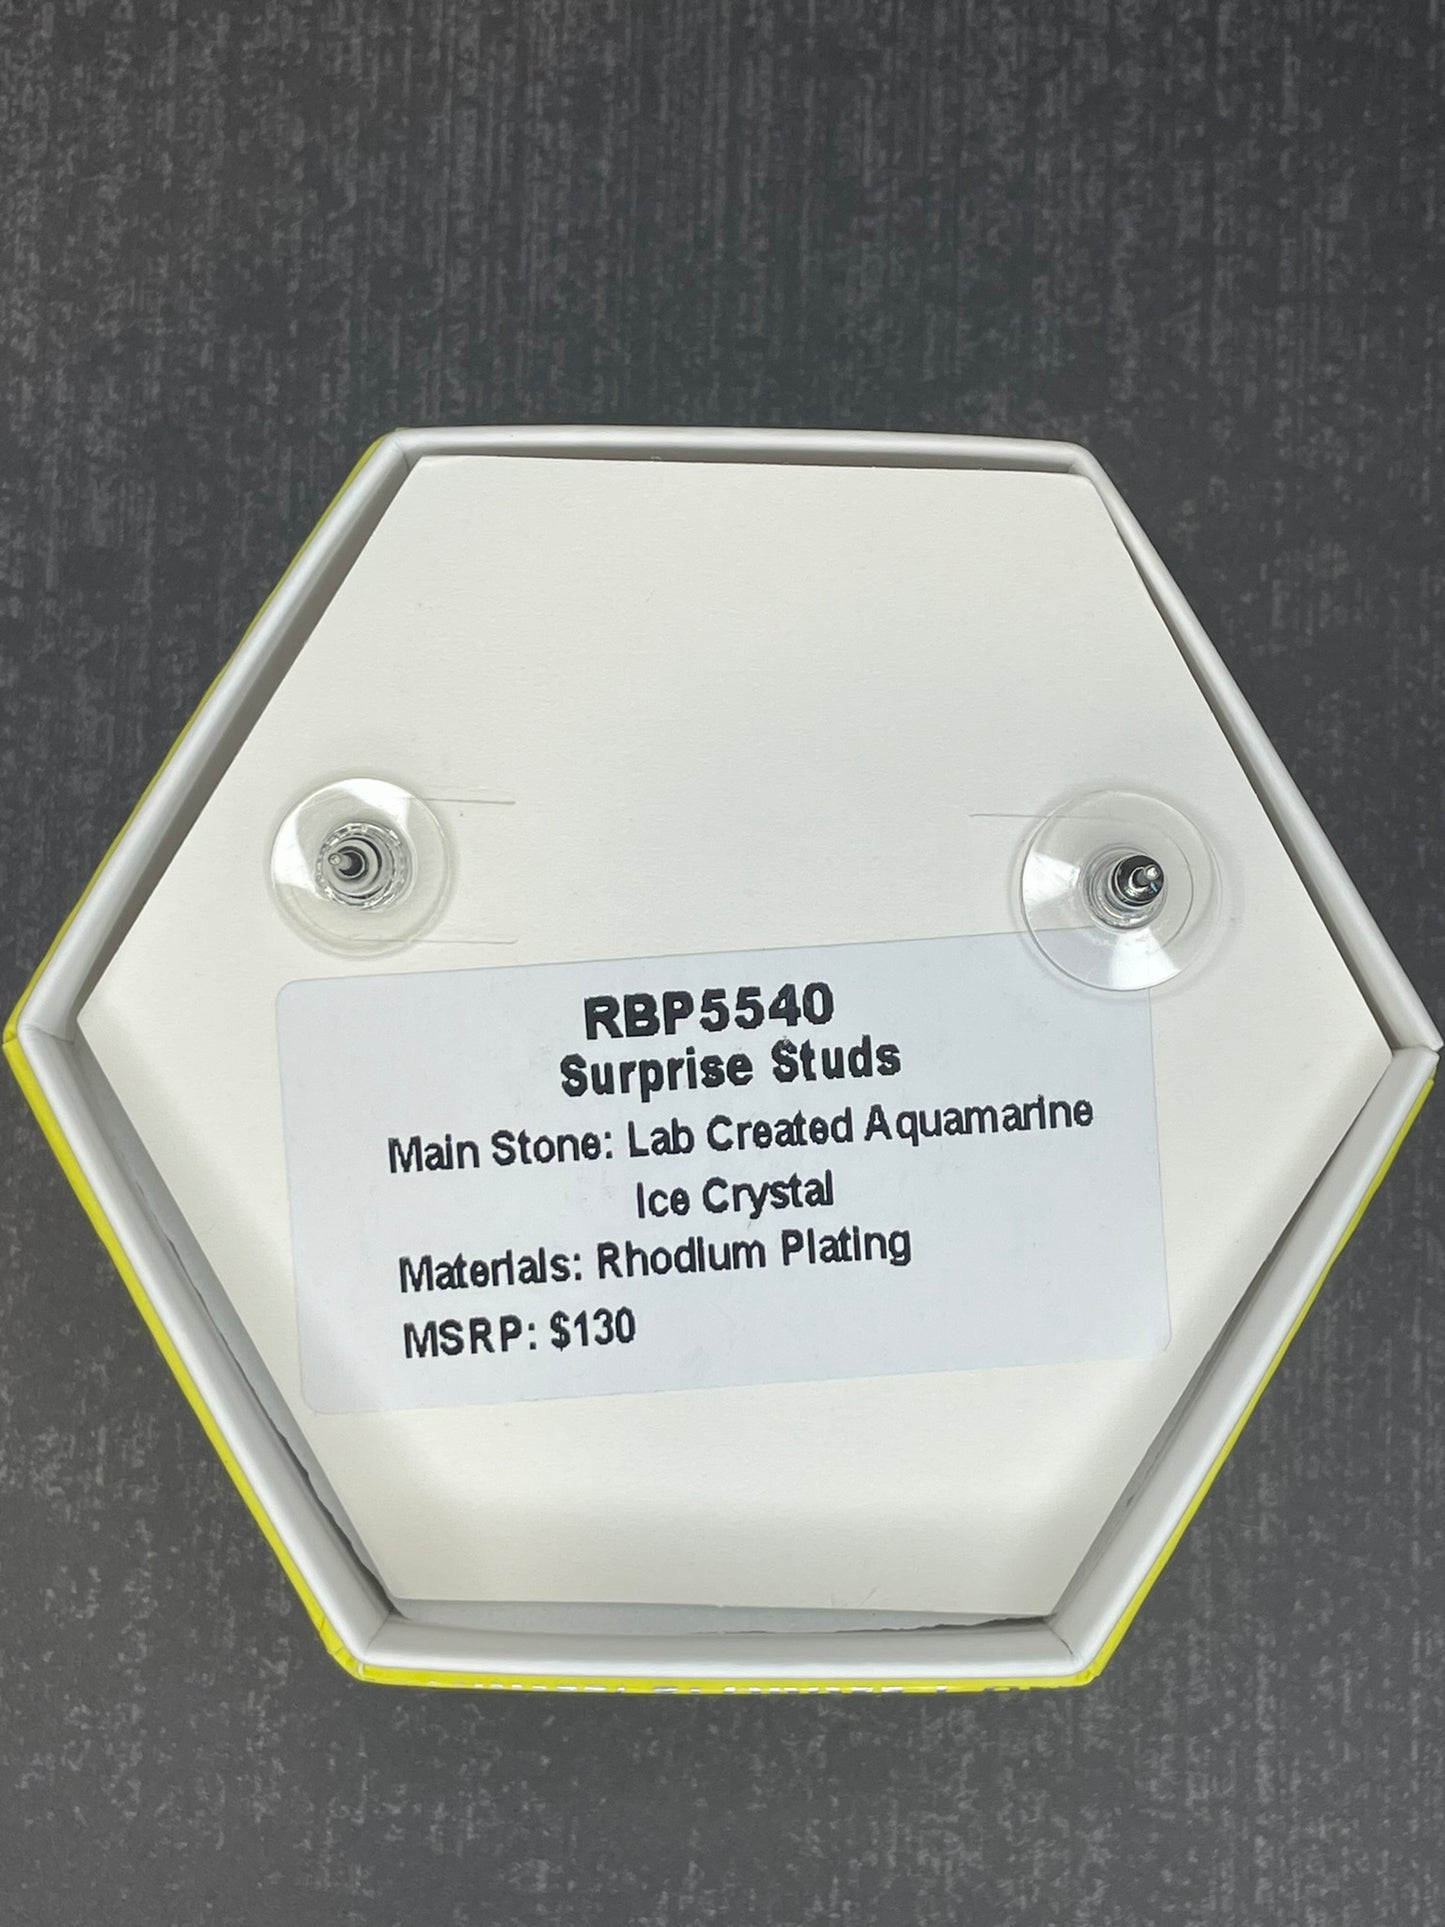 RBP5540
Surprise Studs
Main Stone: Lab Created Aquamarine
Ice Crystal
Materials: Rhodium Plating
MSRP: $130